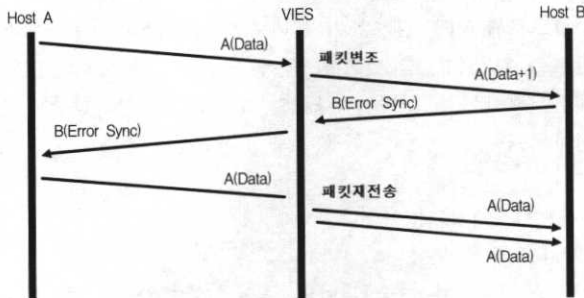 Host A
VIES
Host B
A(Data)
패킷변조
A(Data+1)
B(Error Sync)
B(Error Sync)
A(Data)
패킷재전송
A(Data)
A(Data)